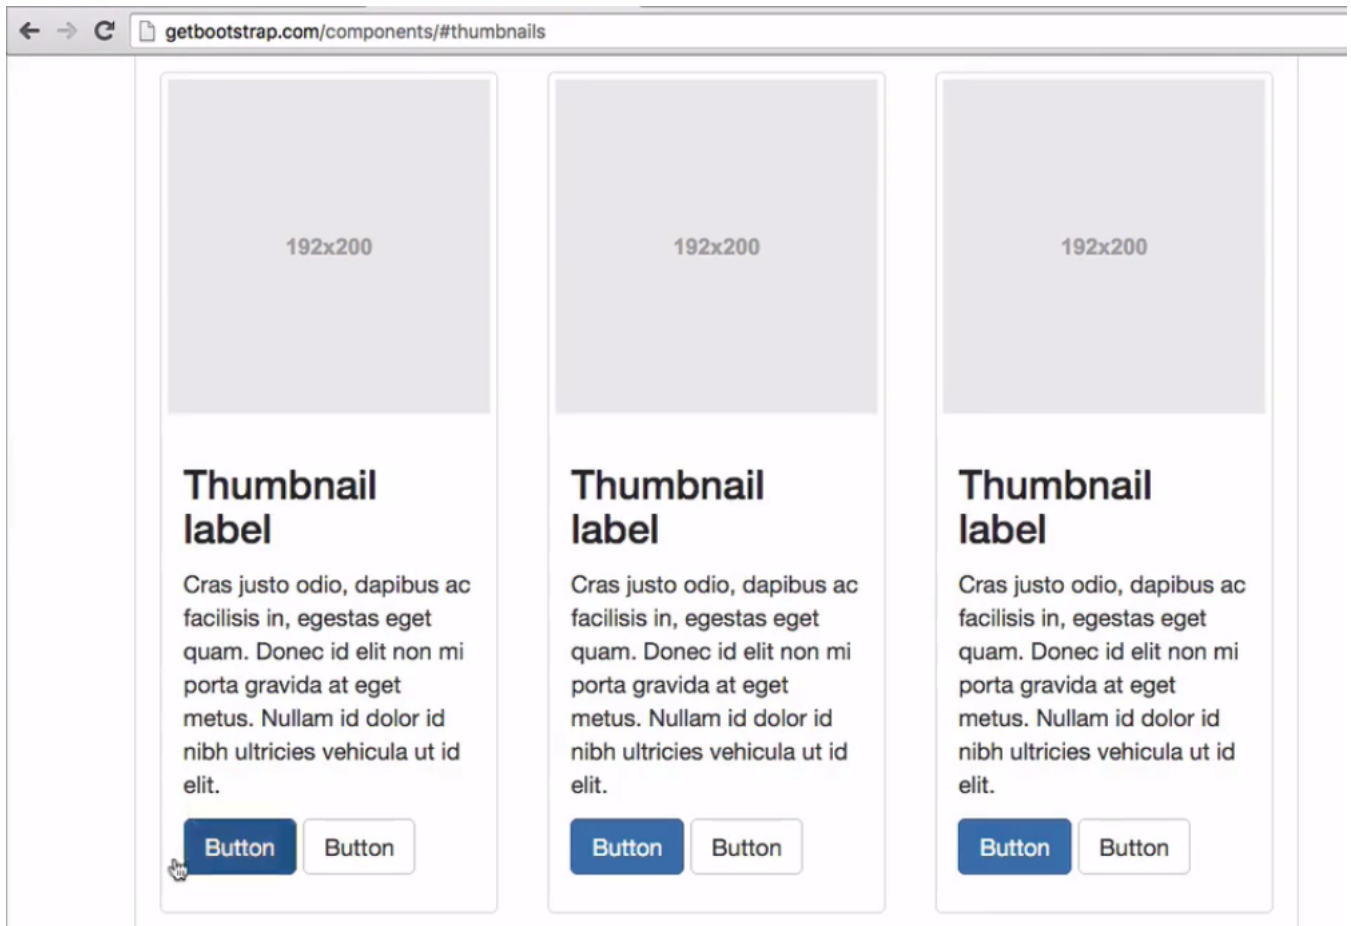 getbootstrap.com/components/#thumbnails
192x200
Thumbnail
label
Cras justo odio, dapibus ac
facilisis in, egestas eget
quam. Donec id elit non mi
porta gravida at eget
metus. Nullam id dolor id
nibh ultricies vehicula ut id
elit.
Button Button
192x200
Thumbnail
label
Cras justo odio, dapibus ac
facilisis in, egestas eget
quam. Donec id elit non mi
porta gravida at eget
metus. Nullam id dolor id
nibh ultricies vehicula ut id
elit.
Button Button
192x200
Thumbnail
label
Cras justo odio, dapibus ac
facilisis in, egestas eget
quam. Donec id elit non mi
porta gravida at eget
metus. Nullam id dolor id
nibh ultricies vehicula ut id
elit.
Button Button